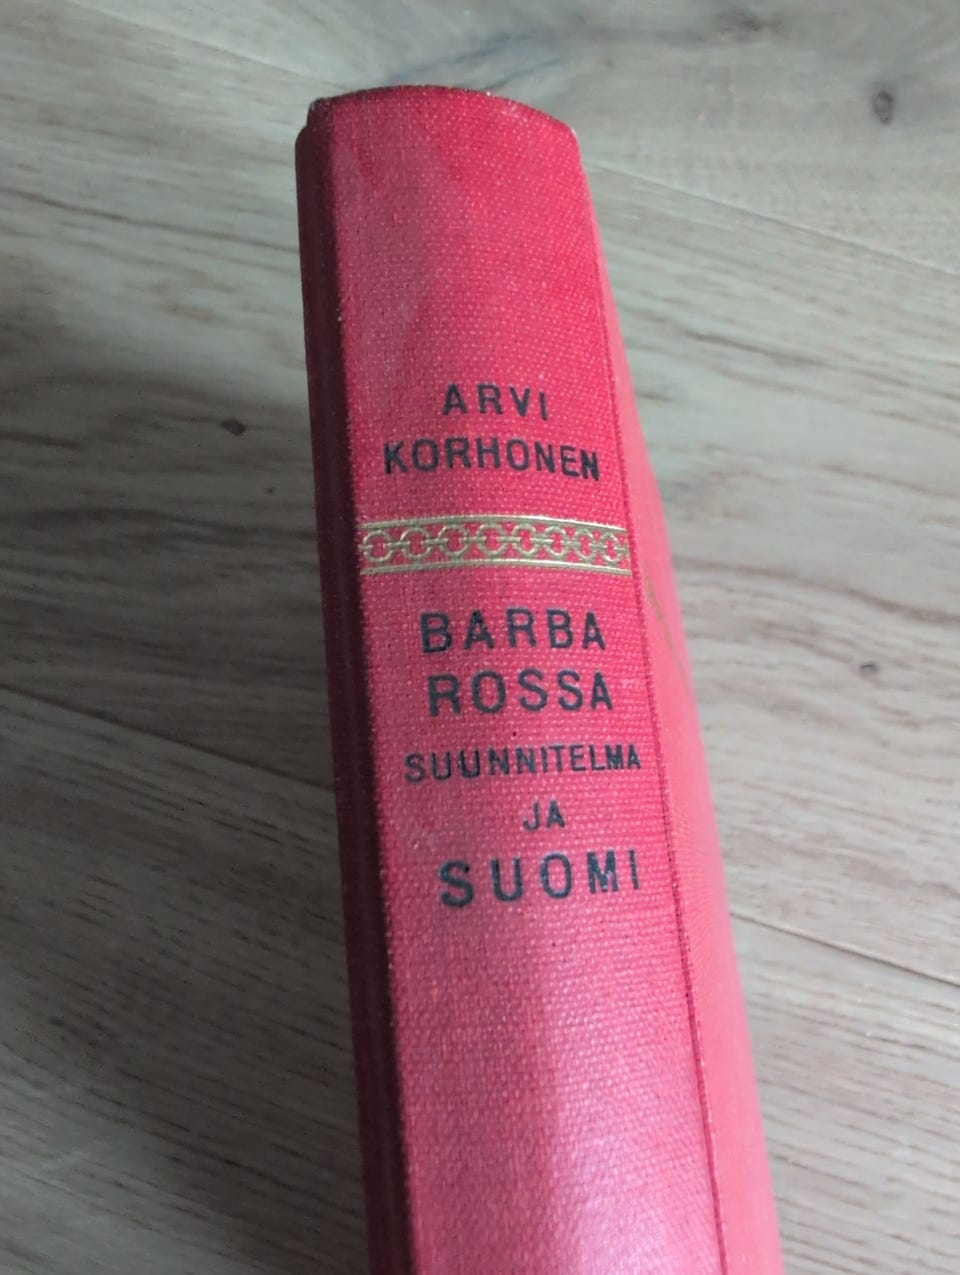 ARVI
KORHONEN
BARBA
ROSSA
SUUNNITELMA
JA
SUOMI